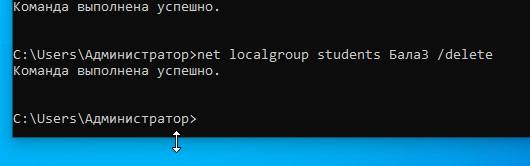 Команда выполнена успешно.
C:\Users\Администратор>net localgroup students Бала3 /delete
Команда выполнена успешно.
C:\Users\Администратор>